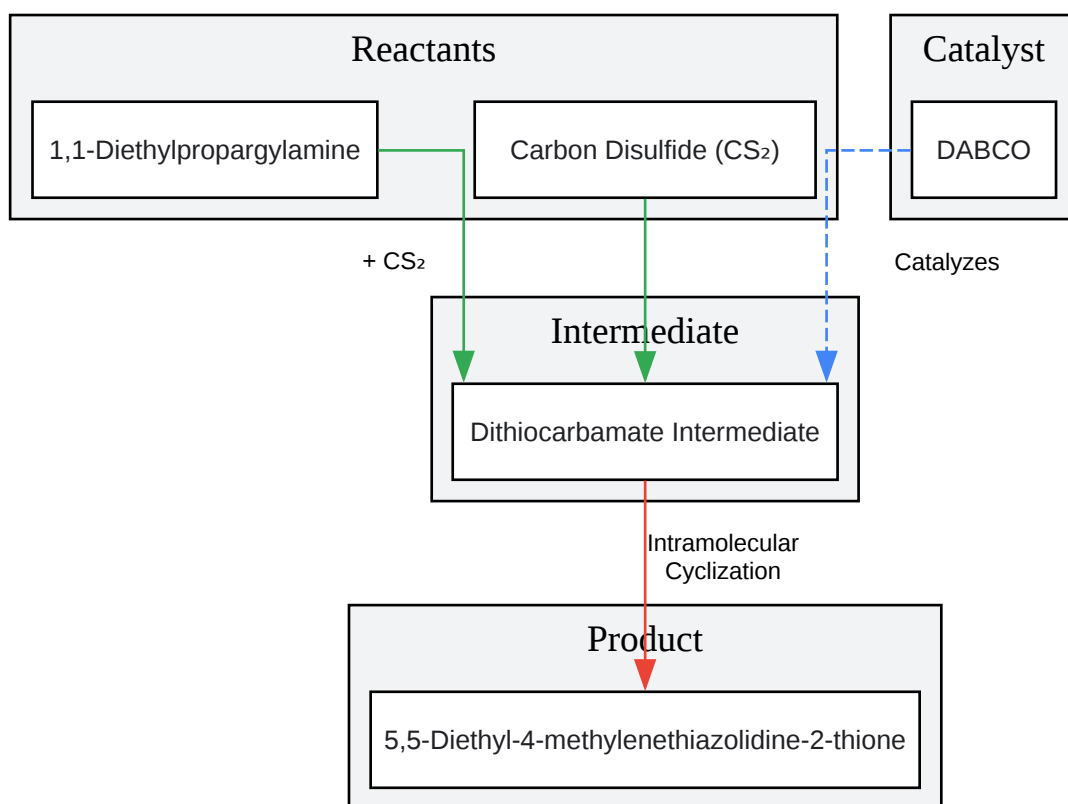 Reactants
Catalyst
1,1-Diethylpropargylamine
Carbon Disulfide (CS₂)
DABCO
+ CS₂
Catalyzes
Intermediate
Dithiocarbamate Intermediate
Intramolecular
Cyclization
Product
5,5-Diethyl-4-methylenethiazolidine-2-thione